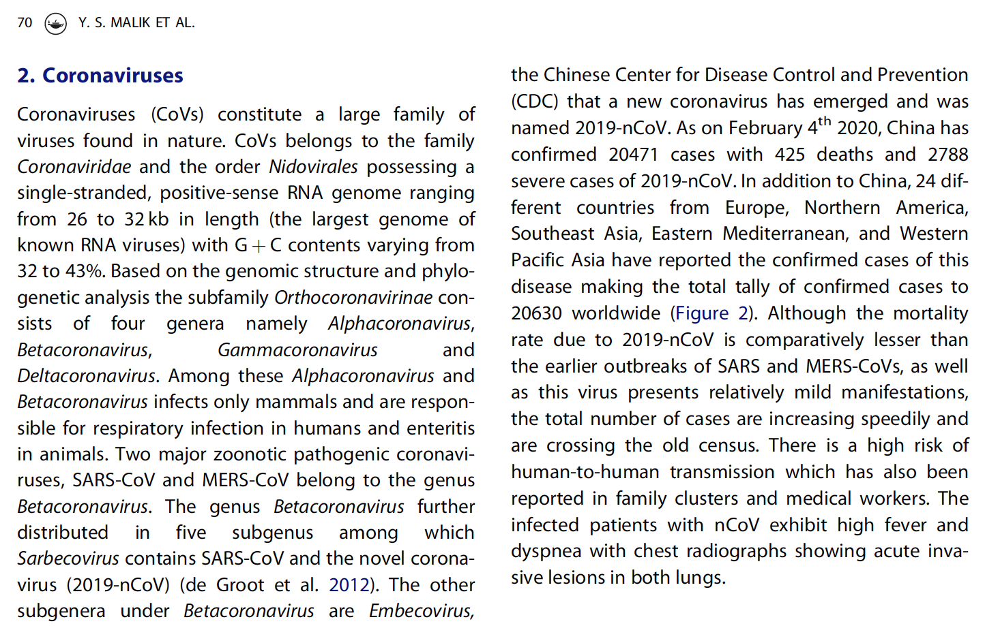 70 Y. S. MALIK ET AL.
2. Coronaviruses
Coronaviruses (CoVs) constitute a large family of
viruses found in nature. CoVs belongs to the family
Coronaviridae and the order Nidovirales possessing a
single-stranded, positive-sense RNA genome ranging
from 26 to 32 kb in length (the largest genome of
known RNA viruses) with G + C contents varying from
32 to 43%. Based on the genomic structure and phylo-
genetic analysis the subfamily Orthocoronavirinae con-
sists of four genera namely Alphacoronavirus,
Betacoronavirus, Gammacoronavirus and
Deltacoronavirus. Among these Alphacoronavirus and
Betacoronavirus infects only mammals and are respon-
sible for respiratory infection in humans and enteritis
in animals. Two major zoonotic pathogenic coronavi-
ruses, SARS-CoV and MERS-CoV belong to the genus
Betacoronavirus. The genus Betacoronavirus further
distributed in five subgenus among which
Sarbecovirus contains SARS-CoV and the novel corona-
virus (2019-nCoV) (de Groot et al. 2012). The other
subgenera under Betacoronavirus are Embecovirus,
the Chinese Center for Disease Control and Prevention
(CDC) that a new coronavirus has emerged and was
named 2019-nCoV. As on February 4th 2020, China has
confirmed 20471 cases with 425 deaths and 2788
severe cases of 2019-nCoV. In addition to China, 24 dif-
ferent countries from Europe, Northern America,
Southeast Asia, Eastern Mediterranean, and Western
Pacific Asia have reported the confirmed cases of this
disease making the total tally of confirmed cases to
20630 worldwide (Figure 2). Although the mortality
rate due to 2019-nCoV is comparatively lesser than
the earlier outbreaks of SARS and MERS-CoVs, as well
as this virus presents relatively mild manifestations,
the total number of cases are increasing speedily and
are crossing the old census. There is a high risk of
human-to-human transmission which has also been
reported in family clusters and medical workers. The
infected patients with nCoV exhibit high fever and
dyspnea with chest radiographs showing acute inva-
sive lesions in both lungs.